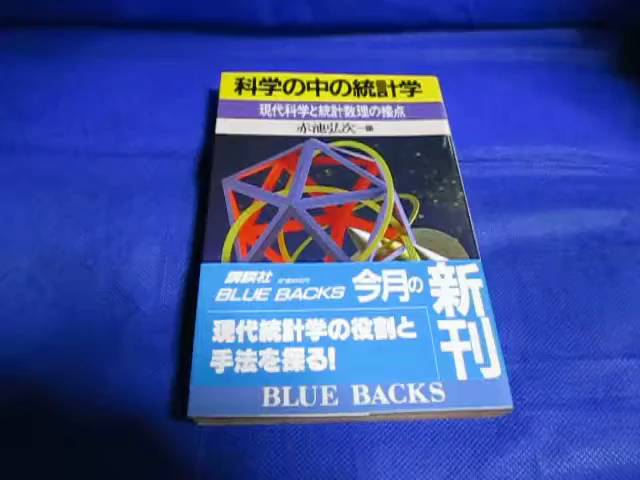 科学の中の統計学
現代科学と統計数理の接点
赤池弘次—編
講談社
BLUE BACKS
今月の
新刊
現代統計学の役割と
手法を探る!
BLUE BACKS